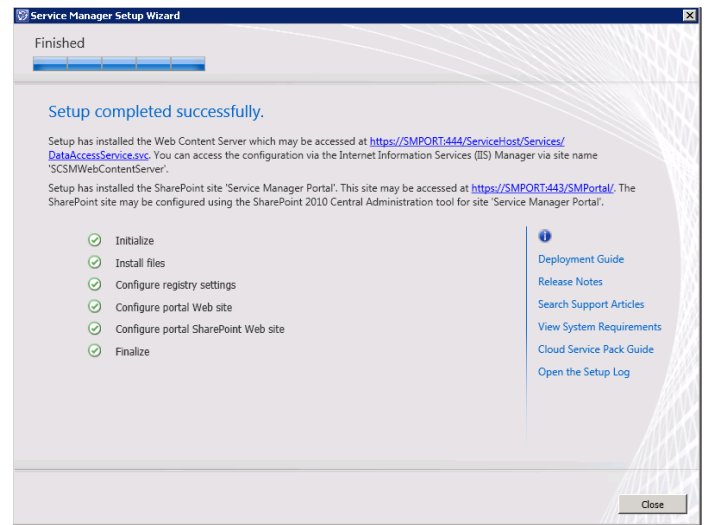 Service Manager Setup Wizard
Finished
Setup completed successfully.
Setup has installed the Web Content Server which may be accessed at https://SMPORT:444/ServiceHost/Services/
DataAccessService.svc. You can access the configuration via the Internet Information Services (IIS) Manager via site name
'SCSMWebContentServer'.
Setup has installed the SharePoint site 'Service Manager Portal'. This site may be accessed at https://SMPORT:443/SMPortal/. The
SharePoint site may be configured using the SharePoint 2010 Central Administration tool for site 'Service Manager Portal'.
Initialize
Install files
Configure registry settings
Configure portal Web site
Configure portal SharePoint Web site
Finalize
Deployment Guide
Release Notes
Search Support Articles
View System Requirements
Cloud Service Pack Guide
Open the Setup Log
Close